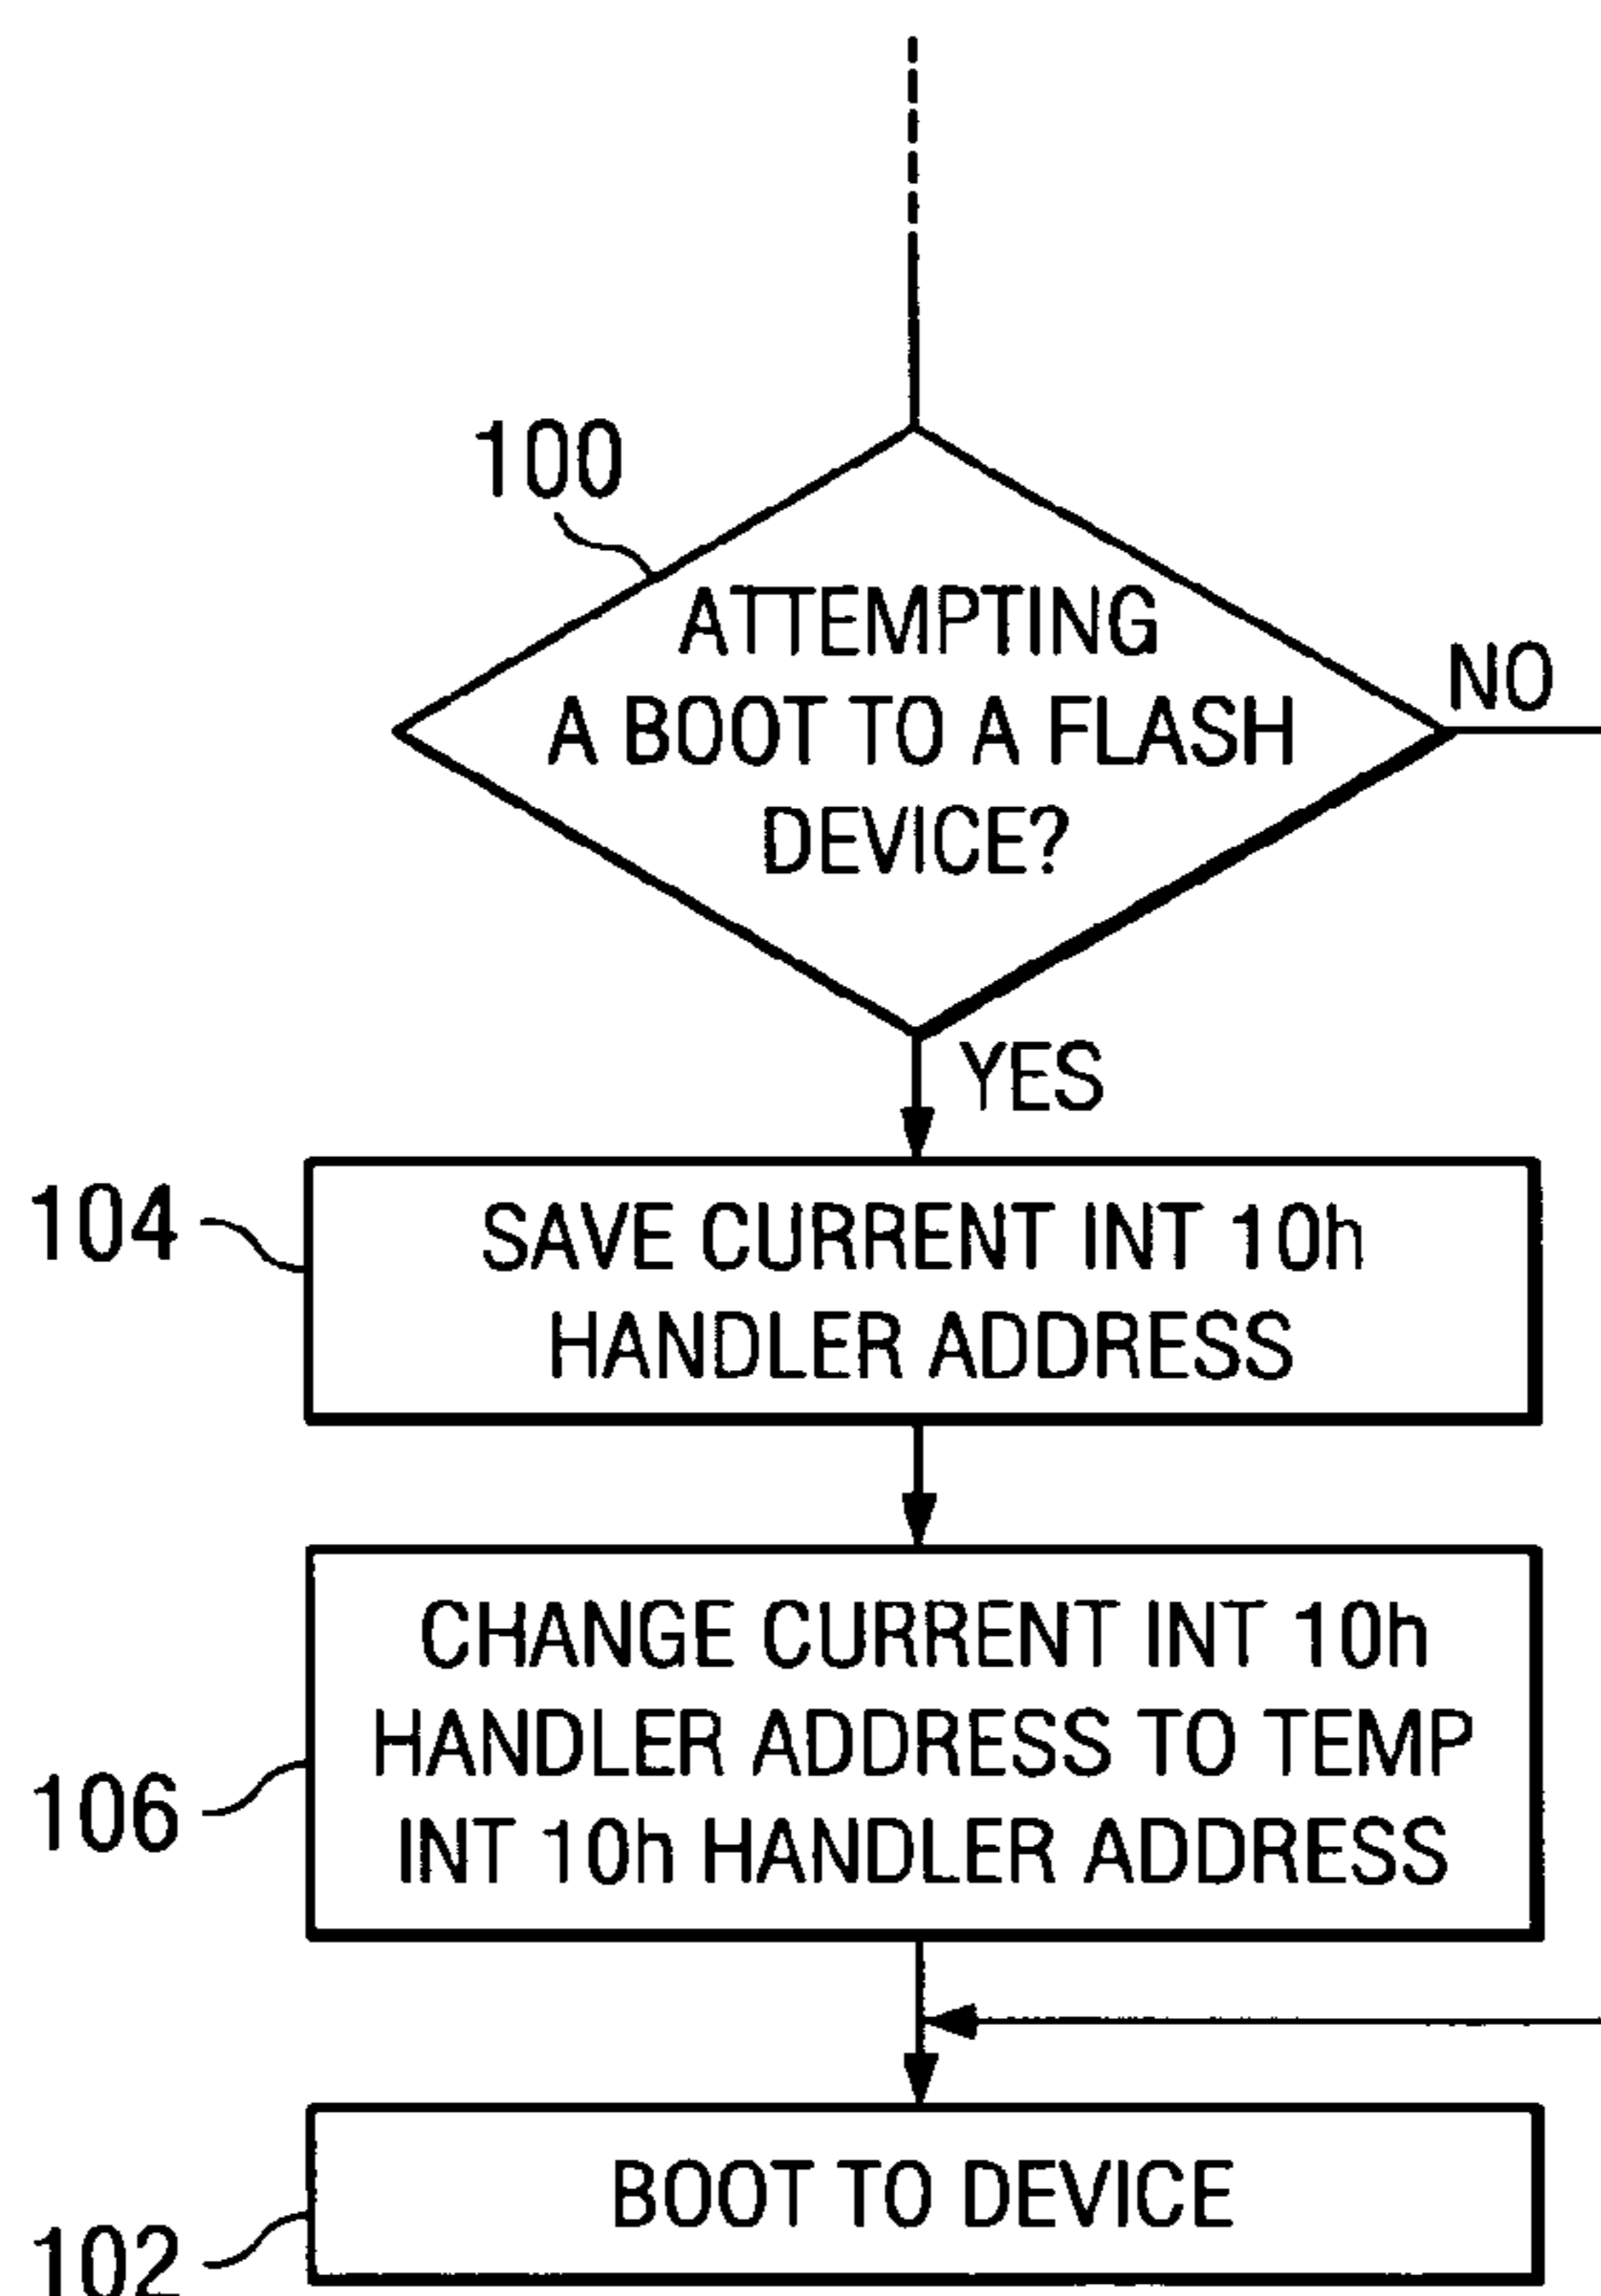 100
ATTEMPTING
A BOOT TO A FLASH
DEVICE?
NO
YES
104
SAVE CURRENT INT 10h
HANDLER ADDRESS
CHANGE CURRENT INT 10h
HANDLER ADDRESS TO TEMP
INT 10h HANDLER ADDRESS
106
BOOT TO DEVICE
102